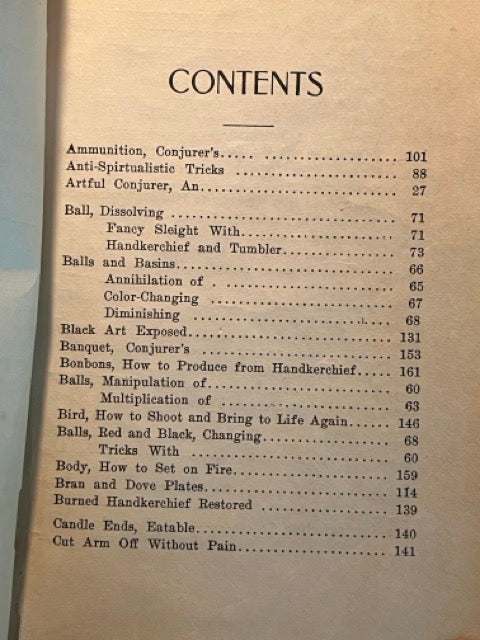 CONTENTS
Ammunition, Conjurer's..... .................... 101
Anti-Spirtualistic Tricks ........................ 88
Artful Conjurer, An............................. 27
Ball, Dissolving ................................. 71
Fancy Sleight With........................ 71
Handkerchief and Tumbler................. 73
Balls and Basins................................. 66
Annihilation of . .......................... 65
Color-Changing ........................... 67
Diminishing .............................. 68
Black Art Exposed............................... 131
Banquet, Conjurer's ............................ 153
Bonbons, How to Produce from Handkerchief..... 161
Balls, Manipulation of........................... 60
Multiplication of .......................... 63
Bird, How to Shoot and Bring to Life Again....... 146
Balls, Red and Black, Changing................... 68
Tricks With .............................. 60
Body, How to Set on Fire........................ 159
Bran and Dove Plates............................ 114
Burned Handkerchief Restored ................... 139
Candle Ends, Eatable............................. 140
Cut Arm Off Without Pain....................... 141